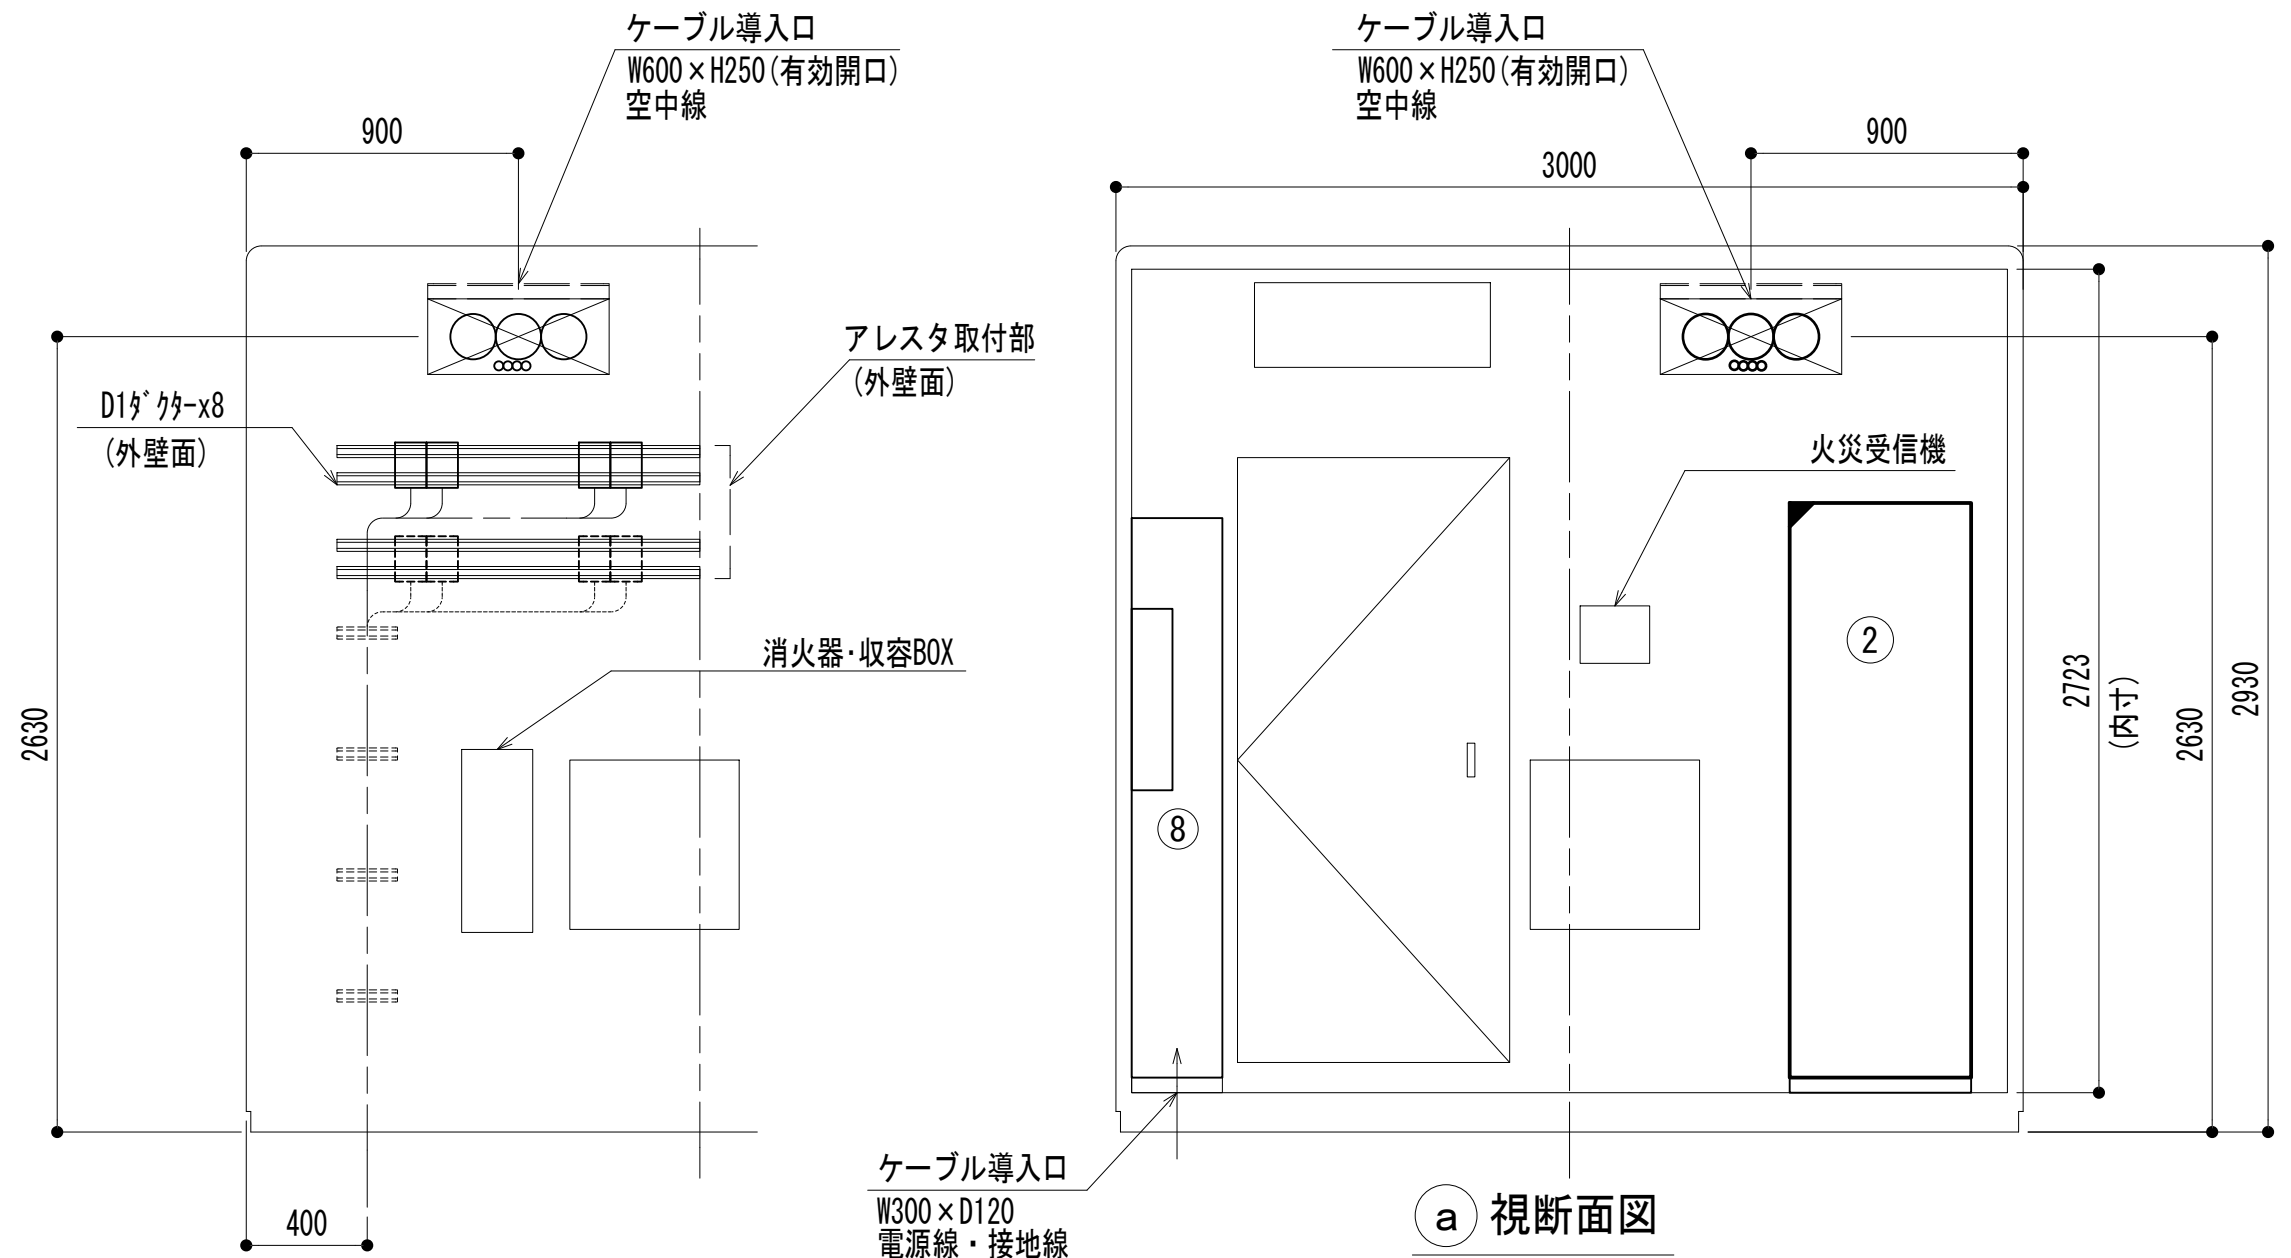 ケーブル導入口
W600×H250(有効開口)
空中線
ケーブル導入口
W600×H250(有効開口)
空中線
900
3000
900
アレスタ取付部
(外壁面)
D1ﾀﾞｸﾀｰx8
(外壁面)
火災受信機
消火器･収容BOX
②
⑧
2630
2723
(内寸)
2630
2930
ケーブル導入口
W300×D120
電源線・接地線
400
ⓐ 視断面図